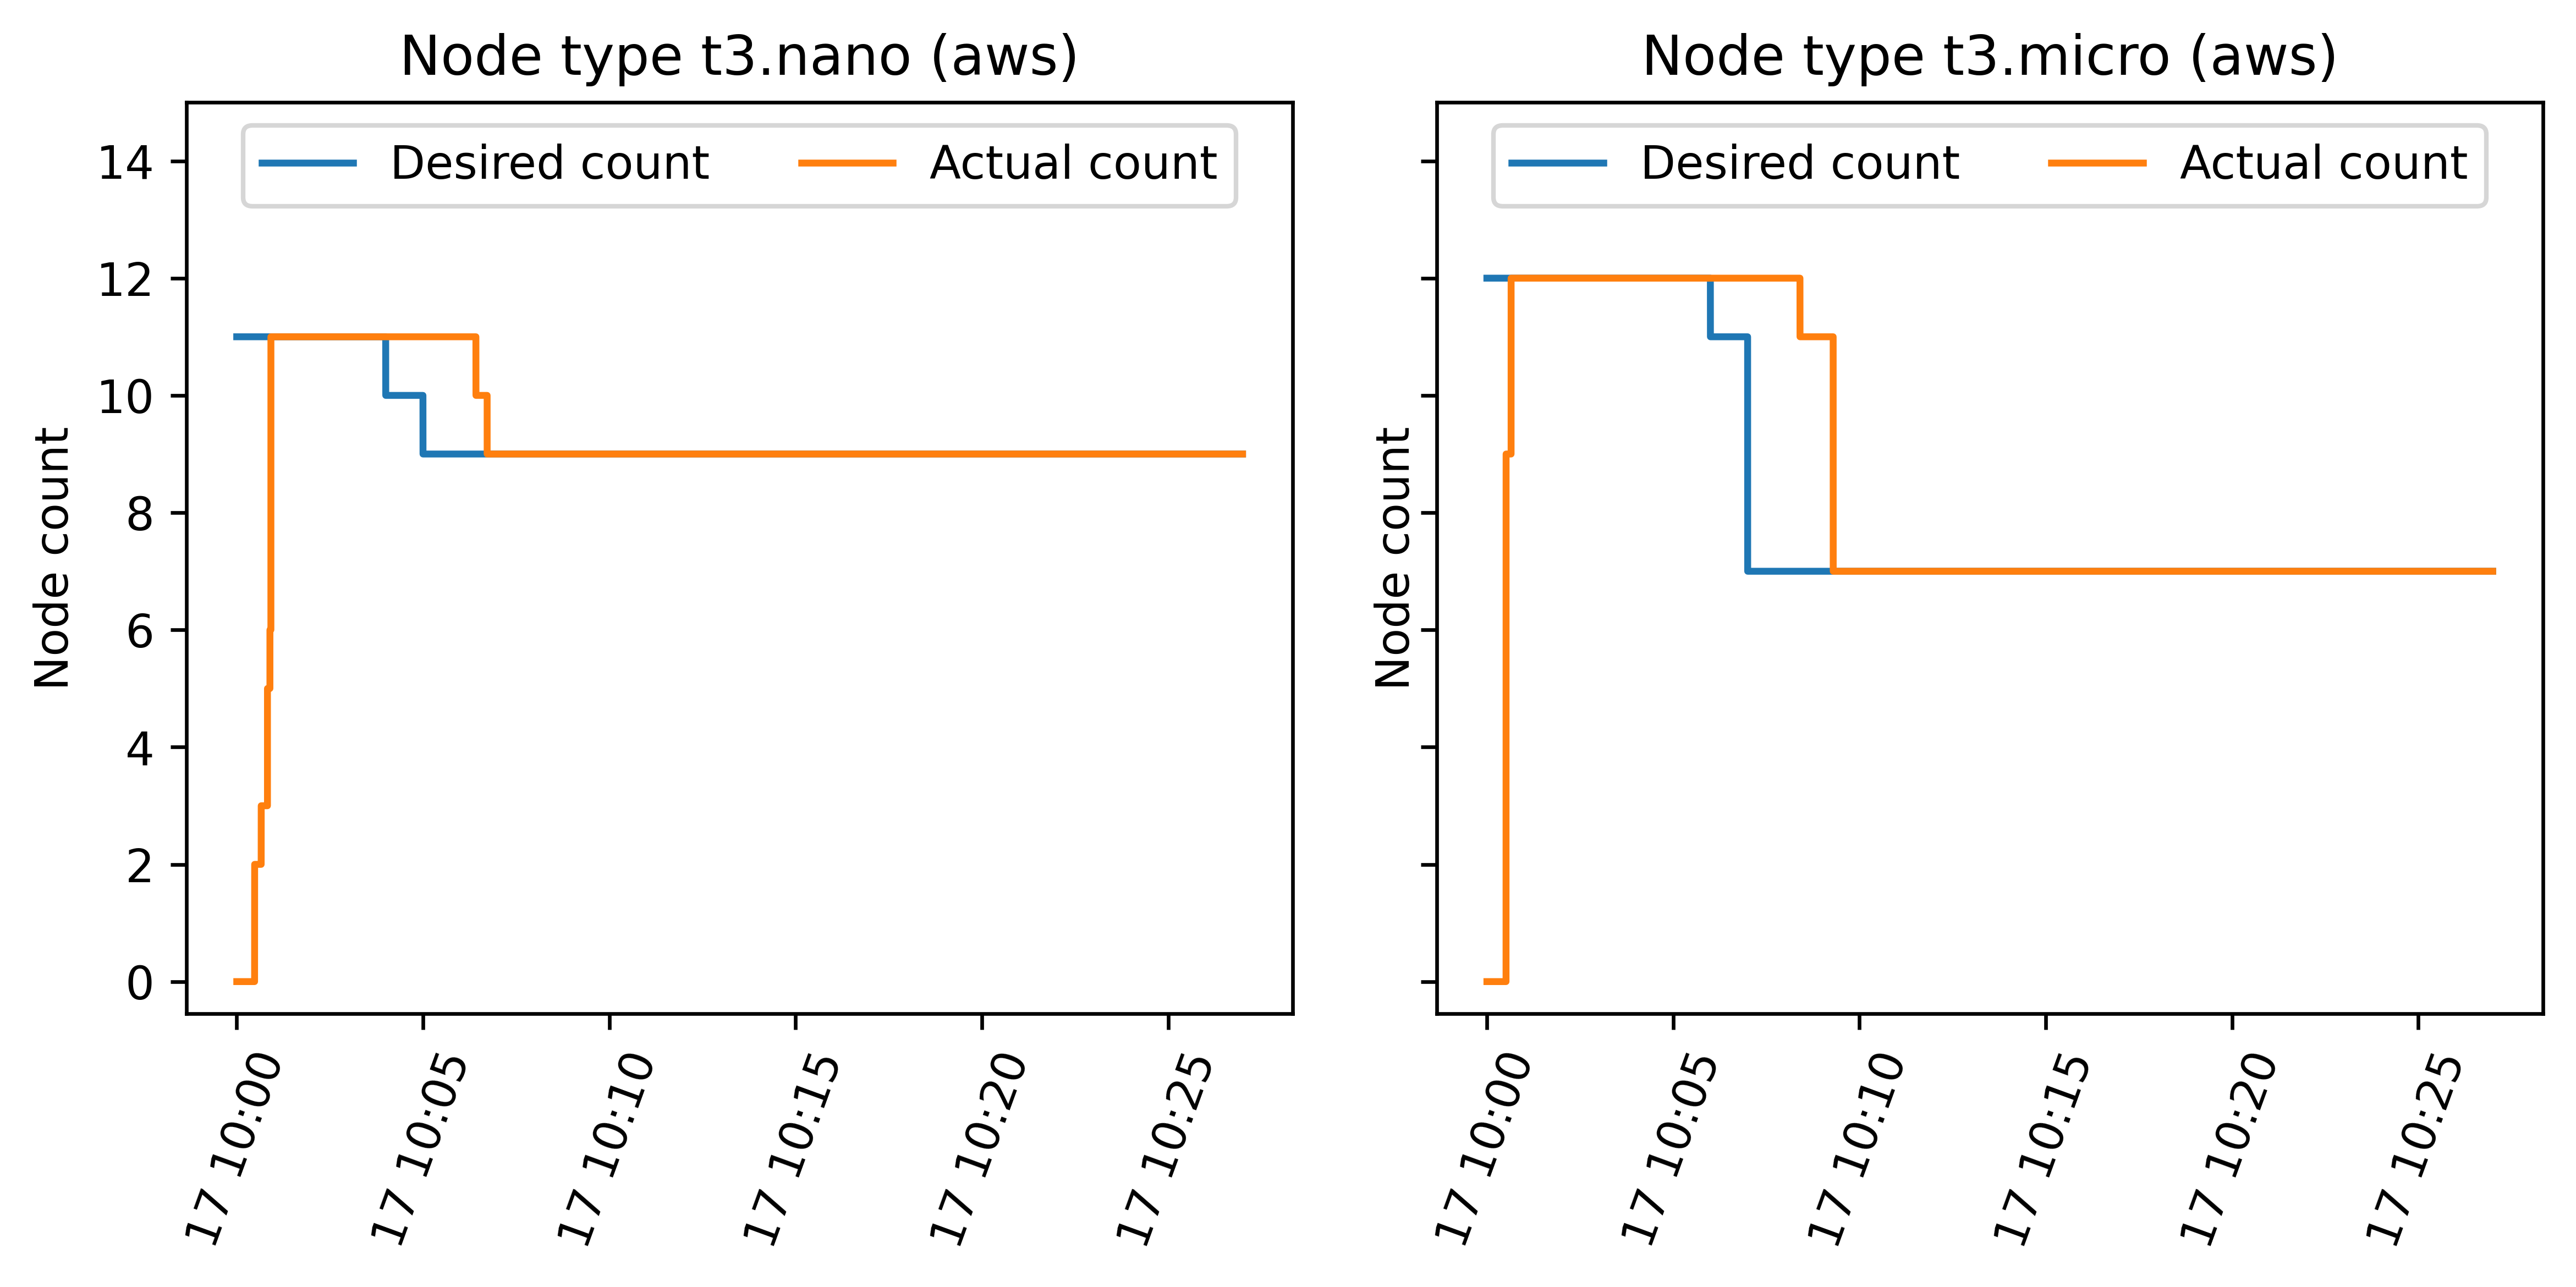 Node type t3.nano (aws)
Desired count
Actual count
Node count
14
12
10
8
6
4
2
0
17 10:00
17 10:05
17 10:10
17 10:15
17 10:20
17 10:25
Node type t3.micro (aws)
Desired count
Actual count
Node count
17 10:00
17 10:05
17 10:10
17 10:15
17 10:20
17 10:25